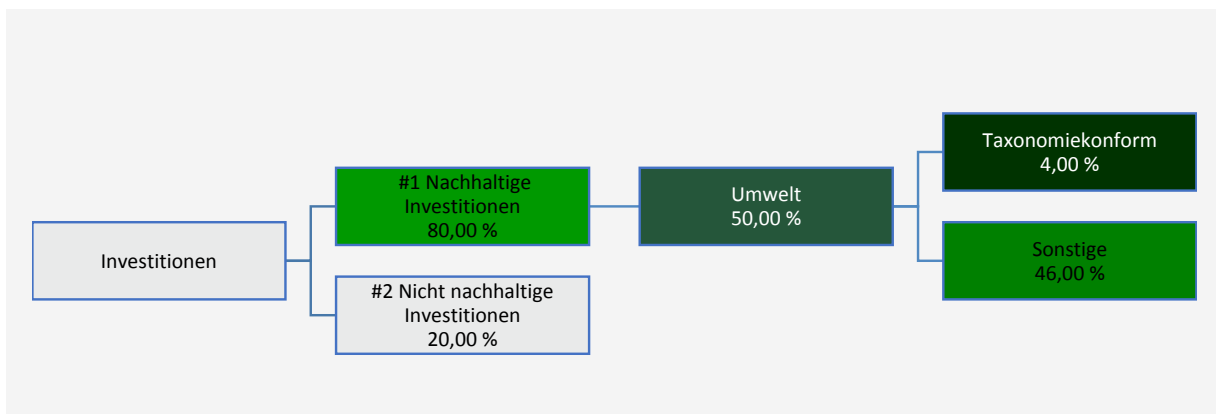 Investitionen
#1 Nachhaltige
Investitionen
80,00 %
#2 Nicht nachhaltige
Investitionen
20,00 %
Umwelt
50,00 %
Taxonomiekonform
4,00 %
Sonstige
46,00 %